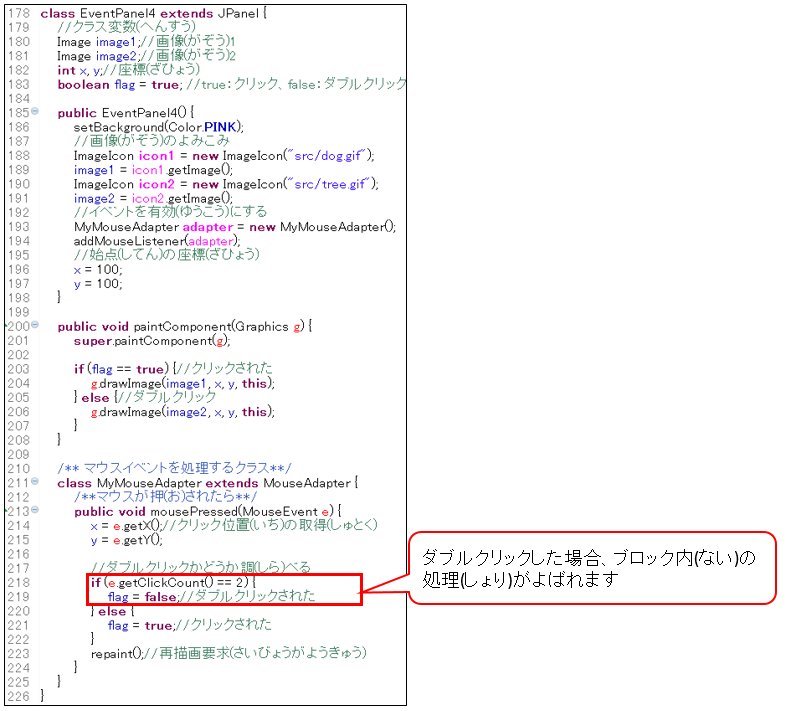 178 class EventPanel4 extends JPanel {
179 //クラス変数(へんすう)
180 Image image1;//画像(がぞう)1
181 Image image2;//画像(がぞう)2
182 int x, y;//座標(ざひょう)
183 boolean flag = true; //true：クリック、false：ダブルクリック
184
185 public EventPanel4() {
186 setBackground(Color.PINK);
187 //画像(がぞう)のよみこみ
188 ImageIcon icon1 = new ImageIcon("src/dog.gif");
189 image1 = icon1.getImage();
190 ImageIcon icon2 = new ImageIcon("src/tree.gif");
191 image2 = icon2.getImage();
192 //イベントを有効(ゆうこう)にする
193 MyMouseAdapter adapter = new MyMouseAdapter();
194 addMouseListener(adapter);
195 //始点(してん)の座標(ざひょう)
196 x = 100;
197 y = 100;
198 }
199
200 public void paintComponent(Graphics g) {
201 super.paintComponent(g);
202
203 if (flag == true) {//クリックされた
204 g.drawImage(image1, x, y, this);
205 } else {//ダブルクリック
206 g.drawImage(image2, x, y, this);
207 }
208 }
209
210 /** マウスイベントを処理するクラス**/
211 class MyMouseAdapter extends MouseAdapter {
212 /**マウスが押(お)されたら**/
213 public void mousePressed(MouseEvent e) {
214 x = e.getX();//クリック位置(いち)の取得(しゅとく)
215 y = e.getY();
216
217 //ダブルクリックかどうか調(しら)べる
218 if (e.getClickCount() == 2) {
219 flag = false;//ダブルクリックされた
220 } else {
221 flag = true;//クリックされた
222 }
223 repaint();//再描画要求(さいびょうがようきゅう)
224 }
225 }
226 }
ダブルクリックした場合、ブロック内(ない)の
処理(しょり)がよばれます